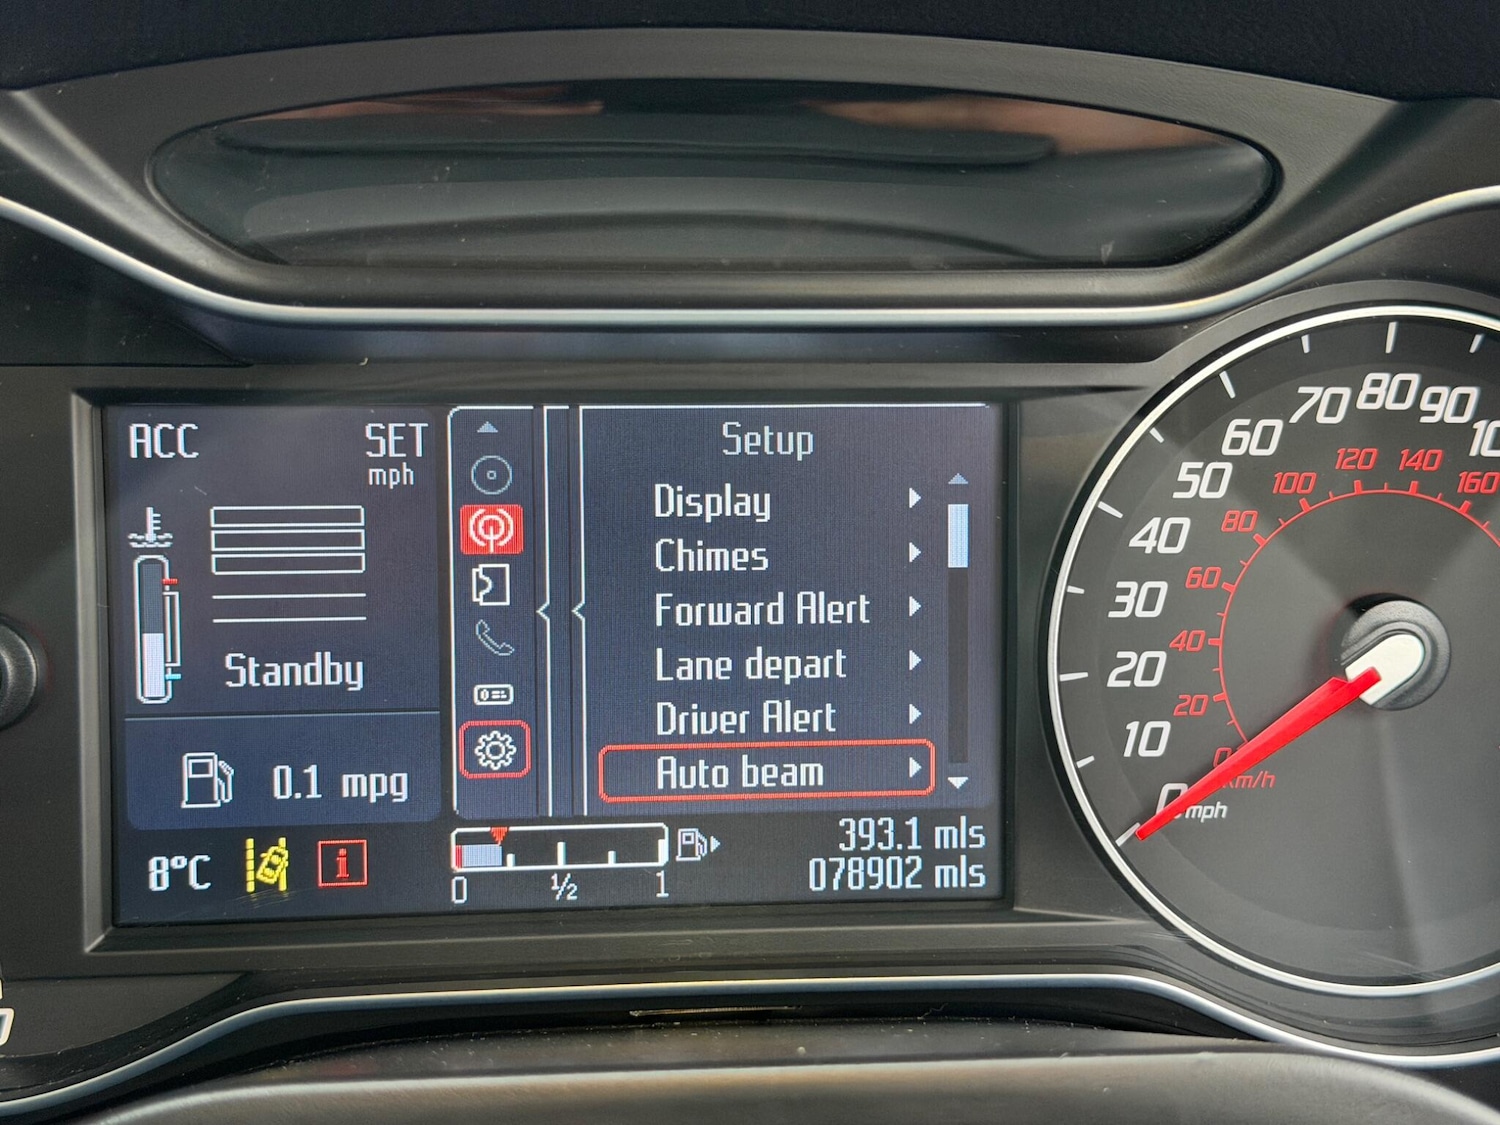 ACC
SET
mph
Standby
0.1 mpg
8°C
i
Setup
Display
Chimes
Forward Alert
Lane depart
Driver Alert
Auto beam
0 ½ 1
393.1 mls
078902 mls
0 10 20 30 40 50 60 70 80 90
mph
20 40 60 80 100 120 140 160
km/h